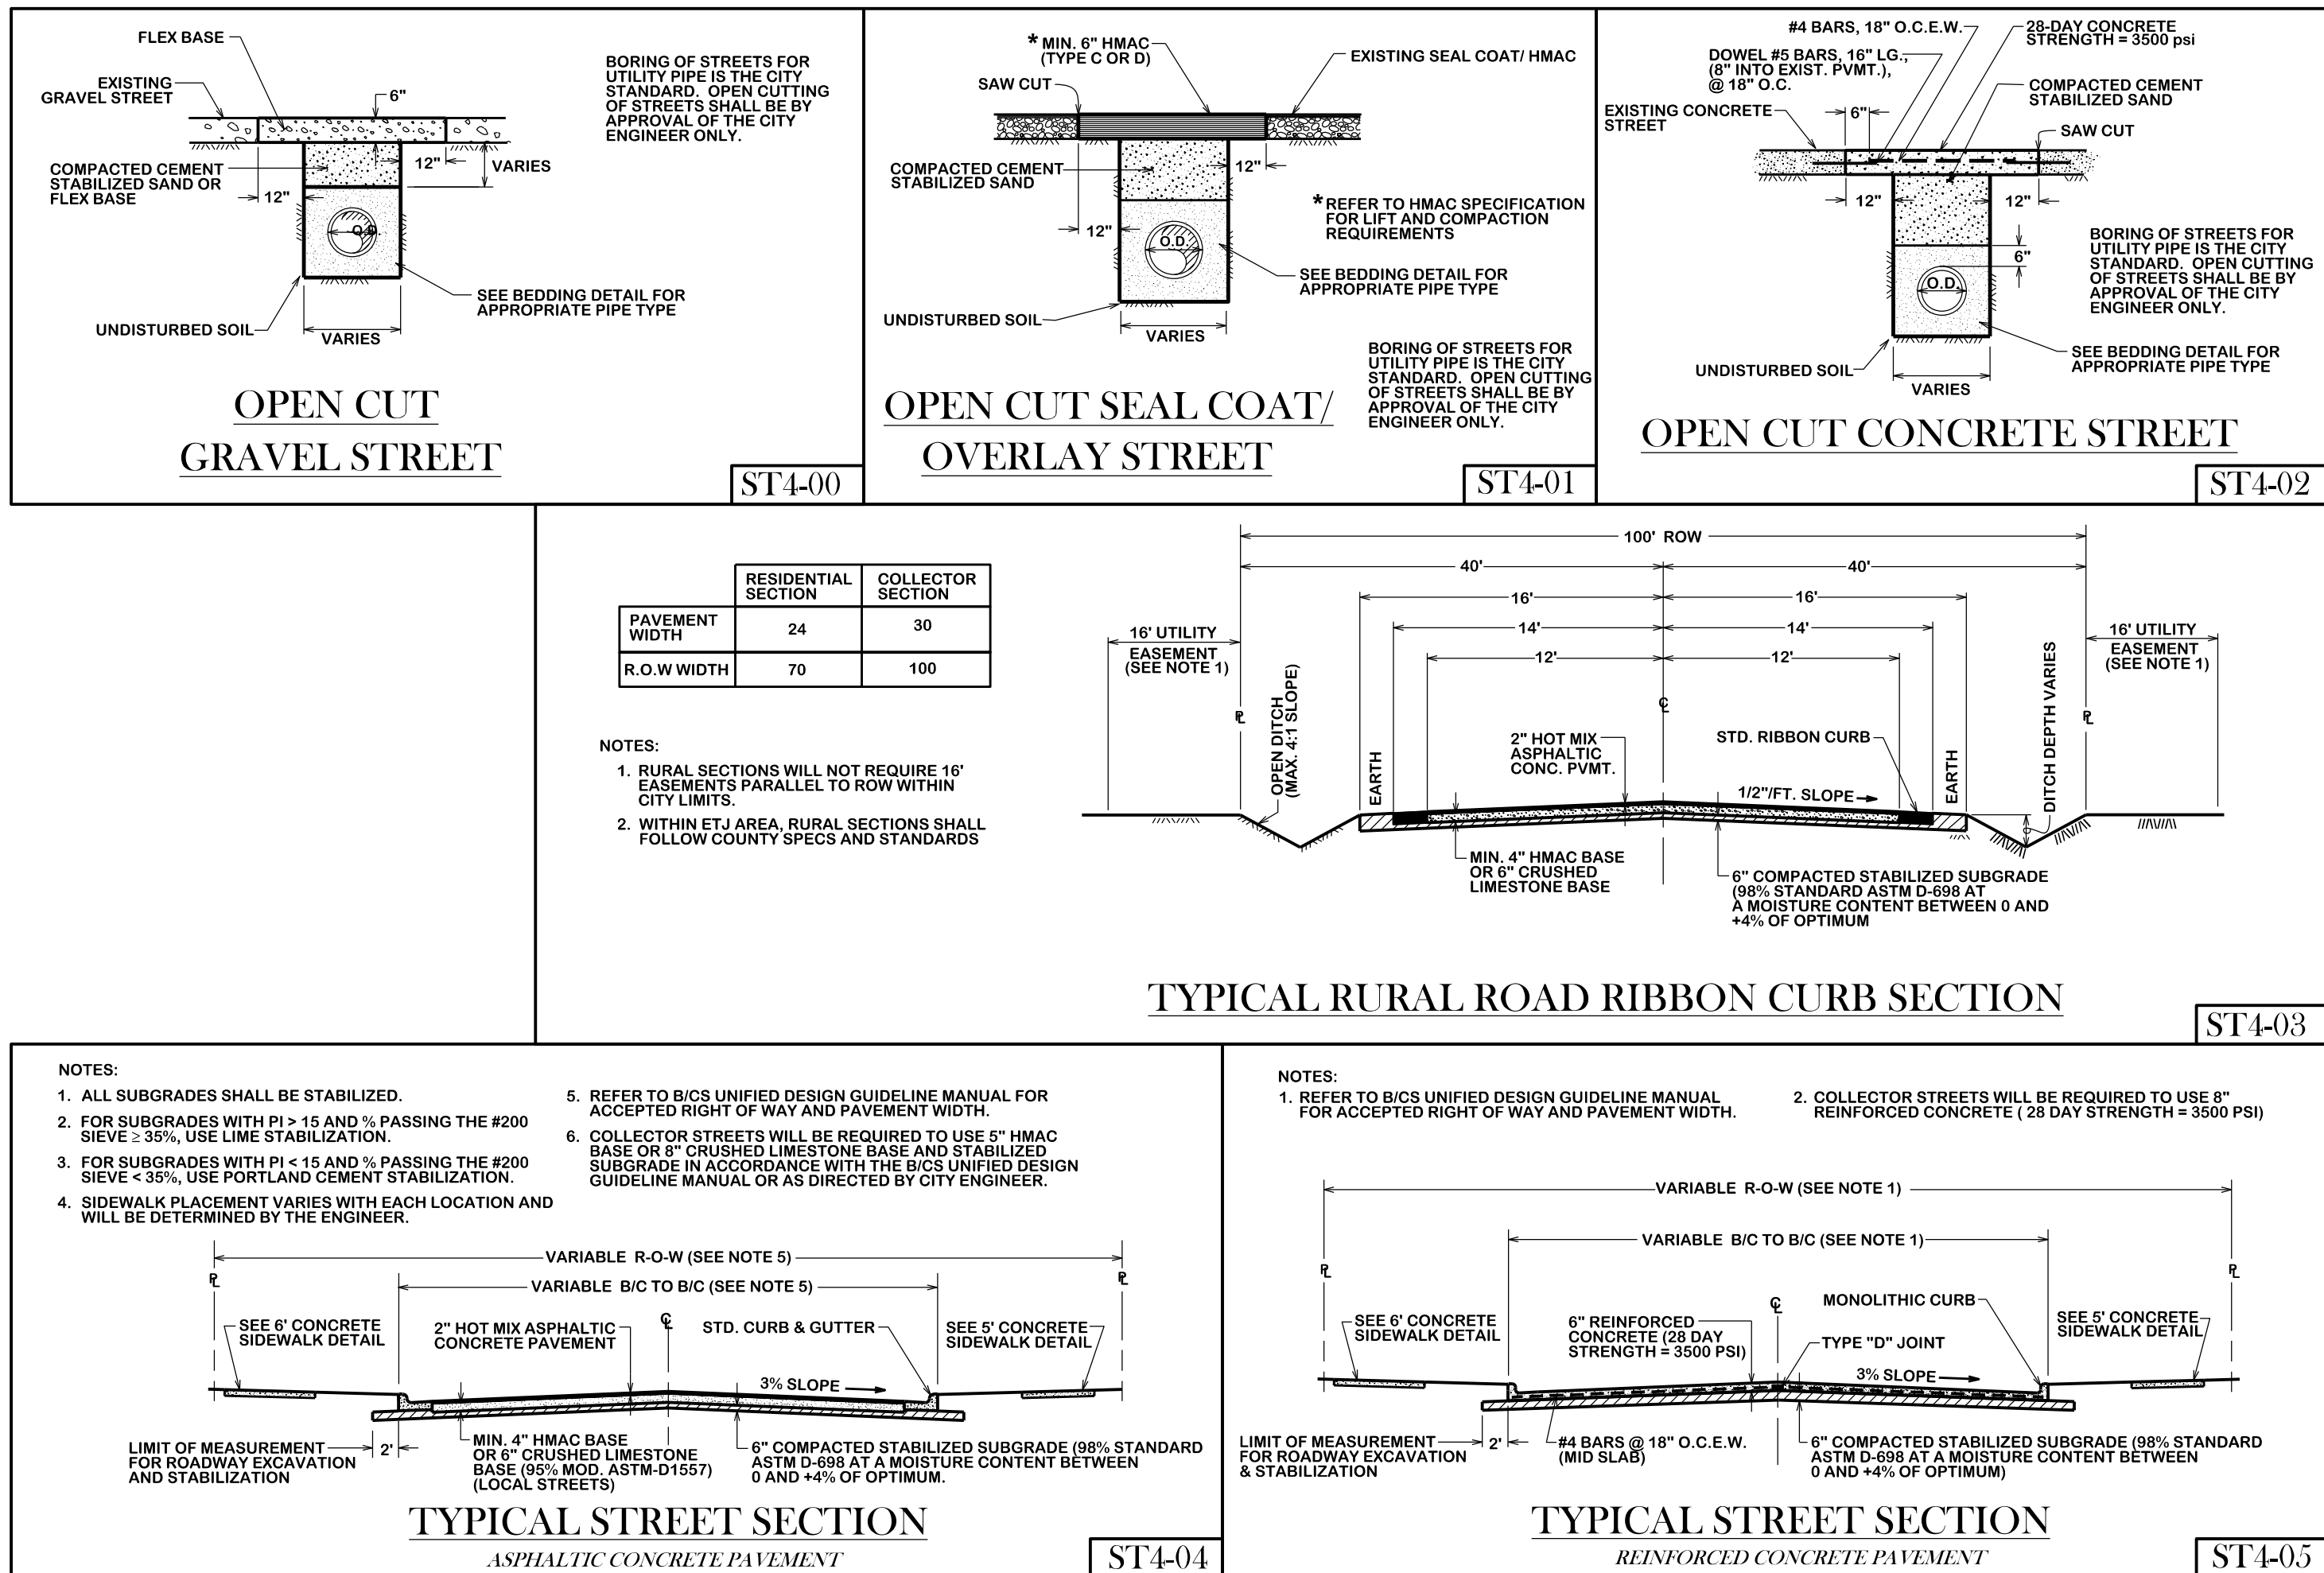 FLEX BASE
EXISTING
GRAVEL STREET
6"
COMPACTED CEMENT
STABILIZED SAND OR
FLEX BASE
12"
12"
VARIES
O.D.
UNDISTURBED SOIL
VARIES
SEE BEDDING DETAIL FOR
APPROPRIATE PIPE TYPE
BORING OF STREETS FOR
UTILITY PIPE IS THE CITY
STANDARD. OPEN CUTTING
OF STREETS SHALL BE BY
APPROVAL OF THE CITY
ENGINEER ONLY.
OPEN CUT
GRAVEL STREET
ST4-00
* MIN. 6" HMAC
(TYPE C OR D)
SAW CUT
EXISTING SEAL COAT/ HMAC
COMPACTED CEMENT
STABILIZED SAND
12"
12"
O.D.
* REFER TO HMAC SPECIFICATION
FOR LIFT AND COMPACTION
REQUIREMENTS
SEE BEDDING DETAIL FOR
APPROPRIATE PIPE TYPE
UNDISTURBED SOIL
VARIES
BORING OF STREETS FOR
UTILITY PIPE IS THE CITY
STANDARD. OPEN CUTTING
OF STREETS SHALL BE BY
APPROVAL OF THE CITY
ENGINEER ONLY.
OPEN CUT SEAL COAT/
OVERLAY STREET
ST4-01
#4 BARS, 18" O.C.E.W.
DOWEL #5 BARS, 16" LG.,
(8" INTO EXIST. PVMT.),
@ 18" O.C.
28-DAY CONCRETE
STRENGTH = 3500 psi
COMPACTED CEMENT
STABILIZED SAND
EXISTING CONCRETE
STREET
6"
SAW CUT
12"
12"
6"
O.D.
BORING OF STREETS FOR
UTILITY PIPE IS THE CITY
STANDARD. OPEN CUTTING
OF STREETS SHALL BE BY
APPROVAL OF THE CITY
ENGINEER ONLY.
SEE BEDDING DETAIL FOR
APPROPRIATE PIPE TYPE
UNDISTURBED SOIL
VARIES
OPEN CUT CONCRETE STREET
ST4-02
RESIDENTIAL SECTION COLLECTOR SECTION
PAVEMENT WIDTH 24 30
R.O.W WIDTH 70 100
NOTES:
1. RURAL SECTIONS WILL NOT REQUIRE 16'
EASEMENTS PARALLEL TO ROW WITHIN
CITY LIMITS.
2. WITHIN ETJ AREA, RURAL SECTIONS SHALL
FOLLOW COUNTY SPECS AND STANDARDS
100' ROW
40' 40'
16' 16'
14' 14'
12' 12'
16' UTILITY
EASEMENT
(SEE NOTE 1)
16' UTILITY
EASEMENT
(SEE NOTE 1)
PL
OPEN DITCH
(MAX. 4:1 SLOPE)
EARTH
CL
2" HOT MIX
ASPHALTIC
CONC. PVMT.
STD. RIBBON CURB
1/2"/FT. SLOPE
EARTH
DITCH DEPTH VARIES
PL
MIN. 4" HMAC BASE
OR 6" CRUSHED
LIMESTONE BASE
6" COMPACTED STABILIZED SUBGRADE
(98% STANDARD ASTM D-698 AT
A MOISTURE CONTENT BETWEEN 0 AND
+4% OF OPTIMUM
TYPICAL RURAL ROAD RIBBON CURB SECTION
ST4-03
NOTES:
1. ALL SUBGRADES SHALL BE STABILIZED.
2. FOR SUBGRADES WITH PI > 15 AND % PASSING THE #200
SIEVE ≥ 35%, USE LIME STABILIZATION.
3. FOR SUBGRADES WITH PI < 15 AND % PASSING THE #200
SIEVE < 35%, USE PORTLAND CEMENT STABILIZATION.
4. SIDEWALK PLACEMENT VARIES WITH EACH LOCATION AND
WILL BE DETERMINED BY THE ENGINEER.
5. REFER TO B/CS UNIFIED DESIGN GUIDELINE MANUAL FOR
ACCEPTED RIGHT OF WAY AND PAVEMENT WIDTH.
6. COLLECTOR STREETS WILL BE REQUIRED TO USE 5" HMAC
BASE OR 8" CRUSHED LIMESTONE BASE AND STABILIZED
SUBGRADE IN ACCORDANCE WITH THE B/CS UNIFIED DESIGN
GUIDELINE MANUAL OR AS DIRECTED BY CITY ENGINEER.
VARIABLE R-O-W (SEE NOTE 5)
VARIABLE B/C TO B/C (SEE NOTE 5)
PL
PL
SEE 6' CONCRETE
SIDEWALK DETAIL
2" HOT MIX ASPHALTIC
CONCRETE PAVEMENT
CL
STD. CURB & GUTTER
SEE 5' CONCRETE
SIDEWALK DETAIL
3% SLOPE
LIMIT OF MEASUREMENT
FOR ROADWAY EXCAVATION
AND STABILIZATION
2'
MIN. 4" HMAC BASE
OR 6" CRUSHED LIMESTONE
BASE (95% MOD. ASTM-D1557)
(LOCAL STREETS)
6" COMPACTED STABILIZED SUBGRADE (98% STANDARD
ASTM D-698 AT A MOISTURE CONTENT BETWEEN
0 AND +4% OF OPTIMUM.
TYPICAL STREET SECTION
ASPHALTIC CONCRETE PAVEMENT
ST4-04
NOTES:
1. REFER TO B/CS UNIFIED DESIGN GUIDELINE MANUAL
FOR ACCEPTED RIGHT OF WAY AND PAVEMENT WIDTH.
2. COLLECTOR STREETS WILL BE REQUIRED TO USE 8"
REINFORCED CONCRETE ( 28 DAY STRENGTH = 3500 PSI)
VARIABLE R-O-W (SEE NOTE 1)
VARIABLE B/C TO B/C (SEE NOTE 1)
PL
PL
SEE 6' CONCRETE
SIDEWALK DETAIL
6" REINFORCED
CONCRETE (28 DAY
STRENGTH = 3500 PSI)
CL
MONOLITHIC CURB
TYPE "D" JOINT
SEE 5' CONCRETE
SIDEWALK DETAIL
3% SLOPE
LIMIT OF MEASUREMENT
FOR ROADWAY EXCAVATION
& STABILIZATION
2'
#4 BARS @ 18" O.C.E.W.
(MID SLAB)
6" COMPACTED STABILIZED SUBGRADE (98% STANDARD
ASTM D-698 AT A MOISTURE CONTENT BETWEEN
0 AND +4% OF OPTIMUM)
TYPICAL STREET SECTION
REINFORCED CONCRETE PAVEMENT
ST4-05